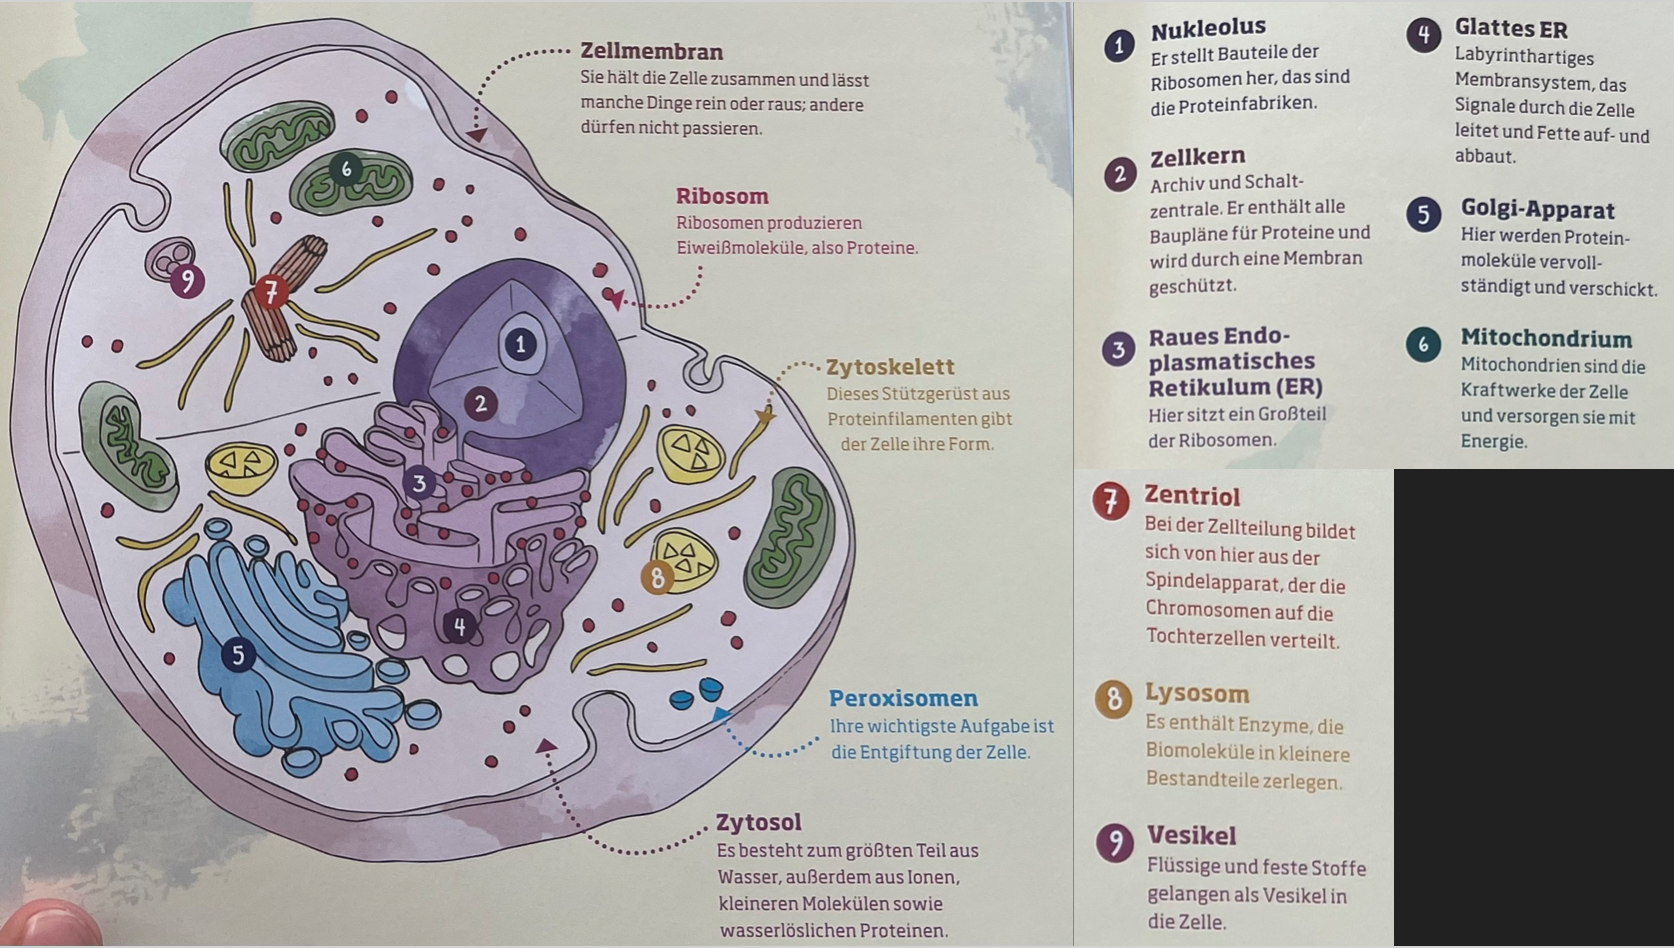 Zellmembran
Sie hält die Zelle zusammen und lässt
manche Dinge rein oder raus; andere
dürfen nicht passieren.
Ribosom
Ribosomen produzieren
Eiweißmoleküle, also Proteine.
Zytoskelett
Dieses Stützgerüst aus
Proteinfilamenten gibt
der Zelle ihre Form.
Peroxisomen
Ihre wichtigste Aufgabe ist
die Entgiftung der Zelle.
Zytosol
Es besteht zum größten Teil aus
Wasser, außerdem aus Ionen,
kleineren Molekülen sowie
wasserlöslichen Proteinen.
6
9
7
1
2
3
8
4
5
1 Nukleolus
Er stellt Bauteile der
Ribosomen her, das sind
die Proteinfabriken.
2 Zellkern
Archiv und Schalt-
zentrale. Er enthält alle
Baupläne für Proteine und
wird durch eine Membran
geschützt.
3 Raues Endo-
plasmatisches
Retikulum (ER)
Hier sitzt ein Großteil
der Ribosomen.
4 Glattes ER
Labyrinthartiges
Membransystem, das
Signale durch die Zelle
leitet und Fette auf- und
abbaut.
5 Golgi-Apparat
Hier werden Protein-
moleküle vervoll-
ständigt und verschickt.
6 Mitochondrium
Mitochondrien sind die
Kraftwerke der Zelle
und versorgen sie mit
Energie.
7 Zentriol
Bei der Zellteilung bildet
sich von hier aus der
Spindelapparat, der die
Chromosomen auf die
Tochterzellen verteilt.
8 Lysosom
Es enthält Enzyme, die
Biomoleküle in kleinere
Bestandteile zerlegen.
9 Vesikel
Flüssige und feste Stoffe
gelangen als Vesikel in
die Zelle.